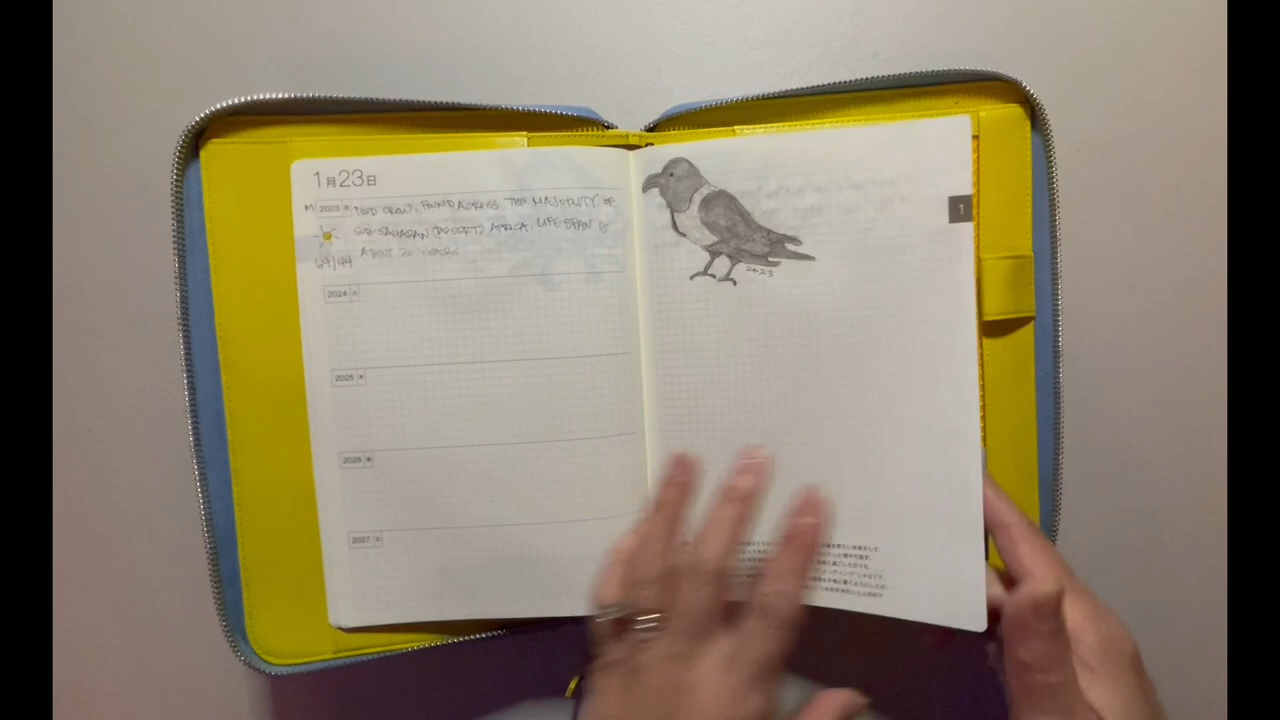 1月23日
M 2023 PIED CROW. FOUND ACROSS THE MAJORITY OF
SUB-SAHARAN (DESERT) AFRICA. LIFE SPAN IS
64/44 ABOUT 20 YEARS.
2024
2025
2026
2027
2023
1